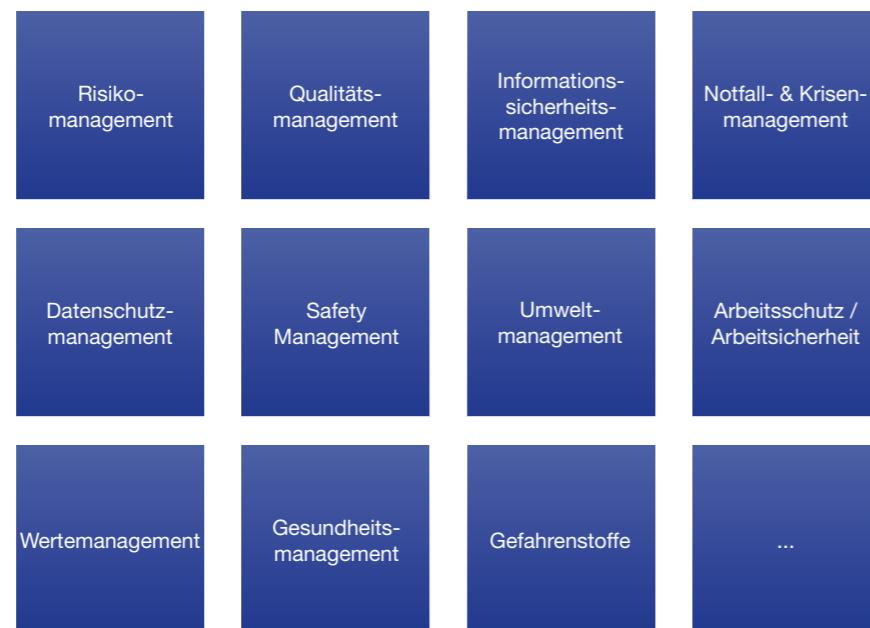 Risiko-
management
Qualitäts-
management
Informations-
sicherheits-
management
Notfall- & Krisen-
management
Datenschutz-
management
Safety
Management
Umwelt-
management
Arbeitsschutz /
Arbeitsicherheit
Wertemanagement
Gesundheits-
management
Gefahrenstoffe
...